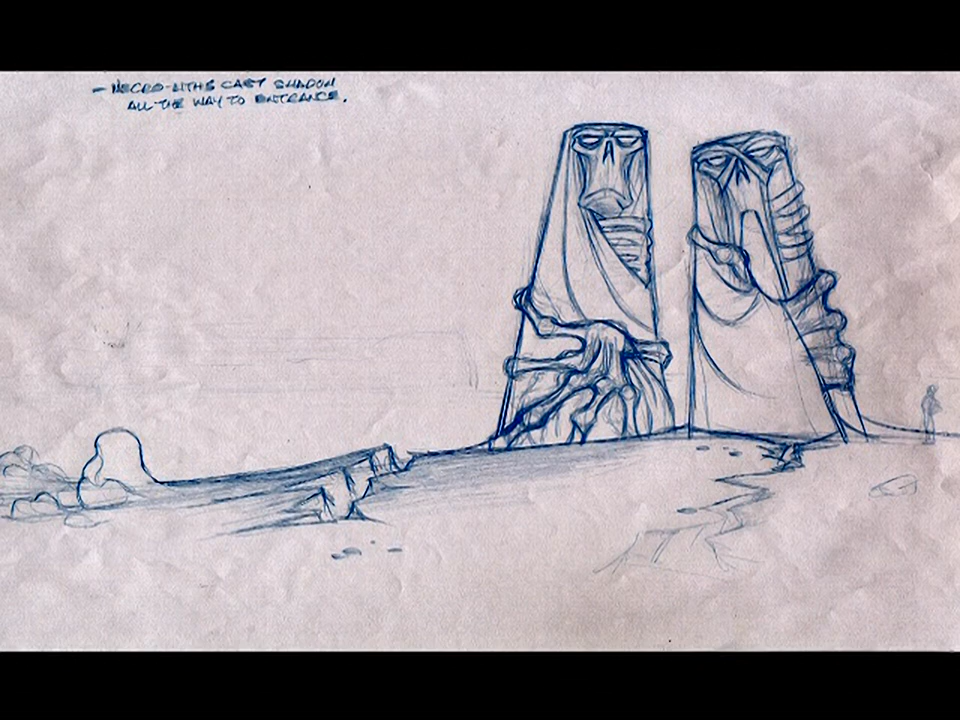 - NECRO-LITHS CAST SHADOW
ALL THE WAY TO ENTRANCE.